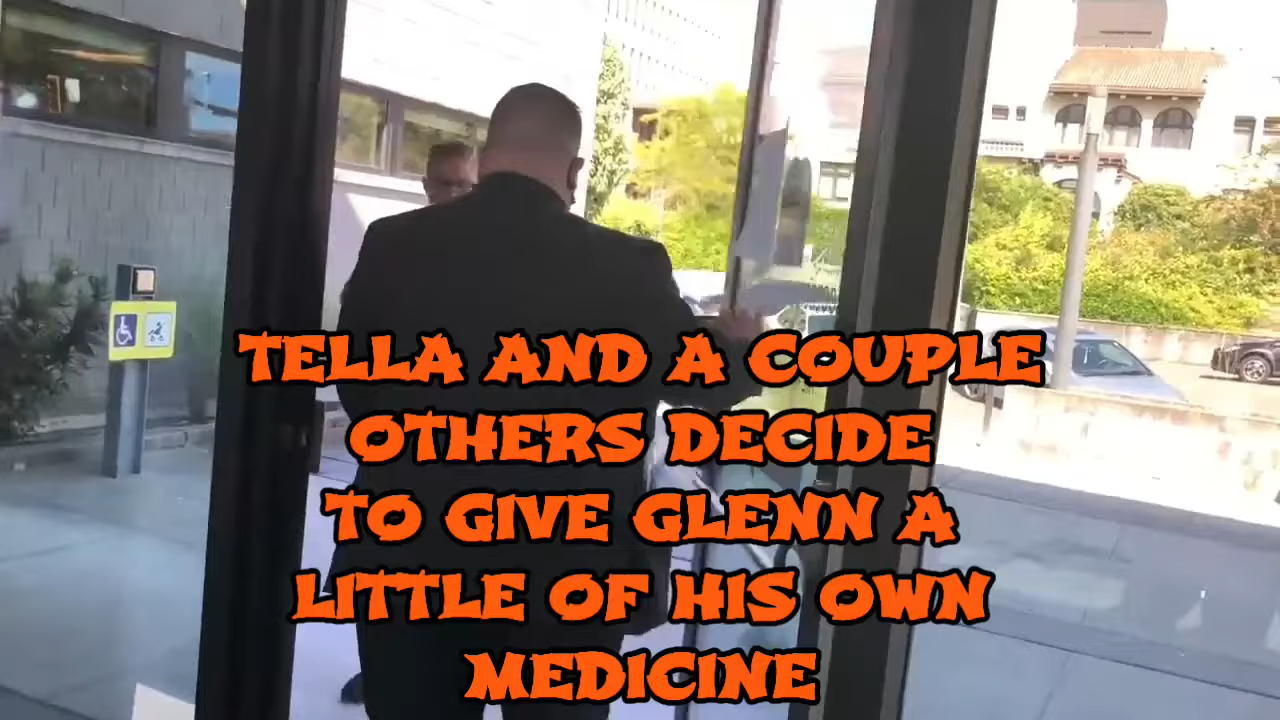 TELLA AND A COUPLE
OTHERS DECIDE
TO GIVE GLENN A
LITTLE OF HIS OWN
MEDICINE